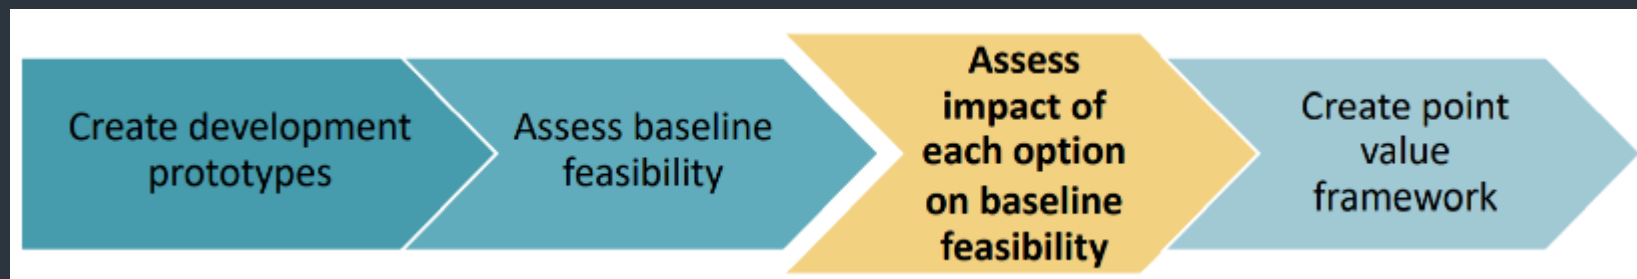 Create development
prototypes
Assess baseline
feasibility
Assess
impact of
each option
on baseline
feasibility
Create point
value
framework